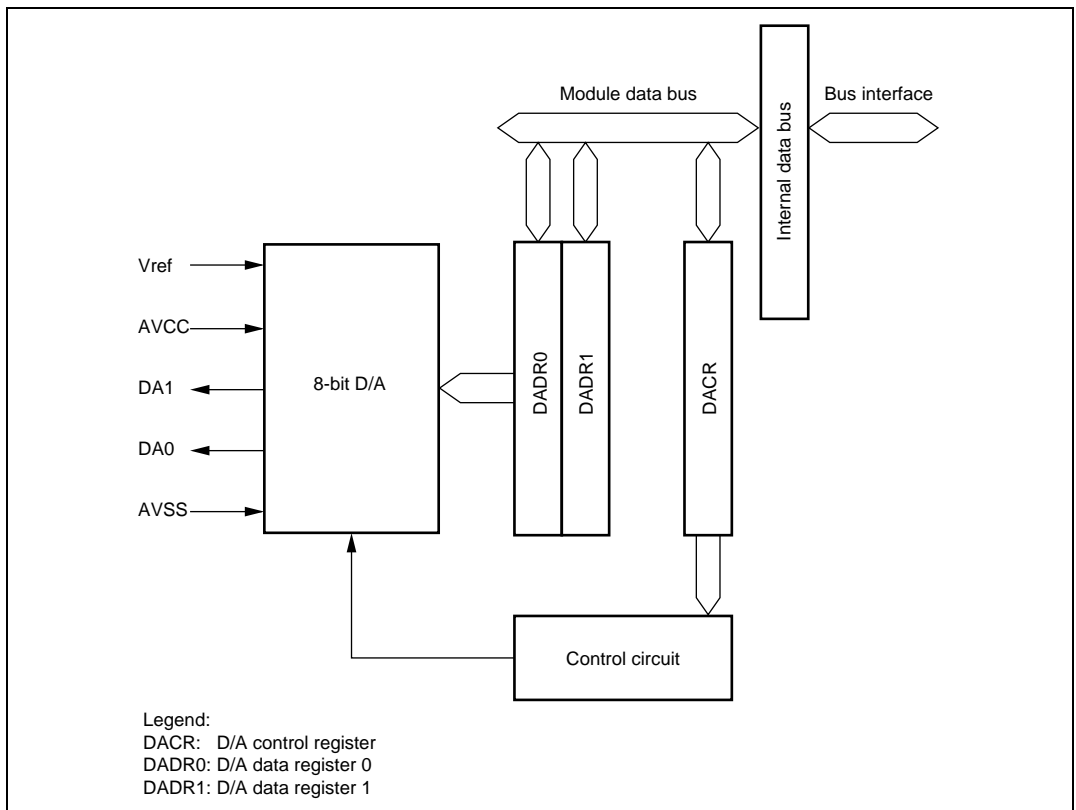 Module data bus
Internal data bus
Bus interface
Vref
AVCC
DA1
DA0
AVSS
8-bit D/A
DADR0
DADR1
DACR
Control circuit
Legend:
DACR: D/A control register
DADR0: D/A data register 0
DADR1: D/A data register 1